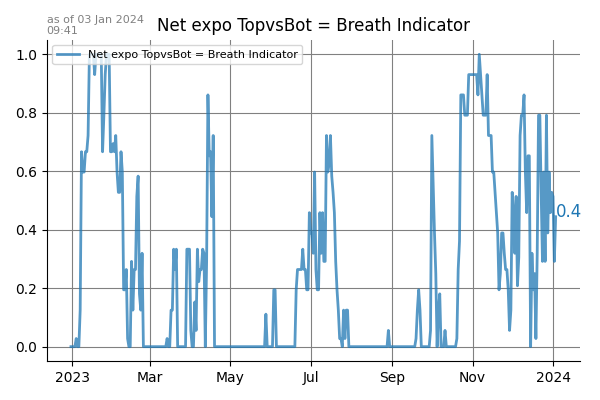 as of 03 Jan 2024
09:41
Net expo TopvsBot = Breath Indicator
Net expo TopvsBot = Breath Indicator
1.0
0.8
0.6
0.4
0.2
0.0
0.4
2023 Mar May Jul Sep Nov 2024